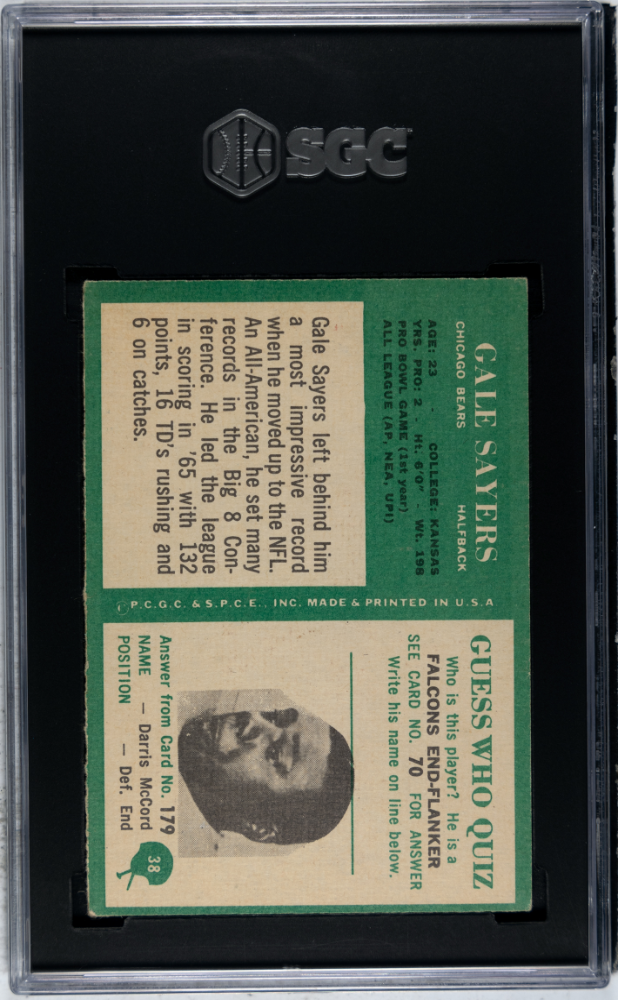 SGC
GALE SAYERS
CHICAGO BEARS HALFBACK
AGE: 23 · COLLEGE: KANSAS
YRS. PRO: 2 · Ht. 6'0" · Wt. 198
PRO BOWL GAME (1st year)
ALL LEAGUE (AP, NEA, UPI)
Gale Sayers left behind him
a most impressive record
when he moved up to the NFL.
An All-American, he set many
records in the Big 8 Con-
ference. He led the league
in scoring in '65 with 132
points, 16 TD's rushing and
6 on catches.
P.C.G.C. & S.P.C.E., INC. MADE & PRINTED IN U.S.A
GUESS WHO QUIZ
Who is this player? He is a
FALCONS END-FLANKER
SEE CARD NO. 70 FOR ANSWER
Write his name on line below.
Answer from Card No. 179
NAME — Darris McCord
POSITION — Def. End
38